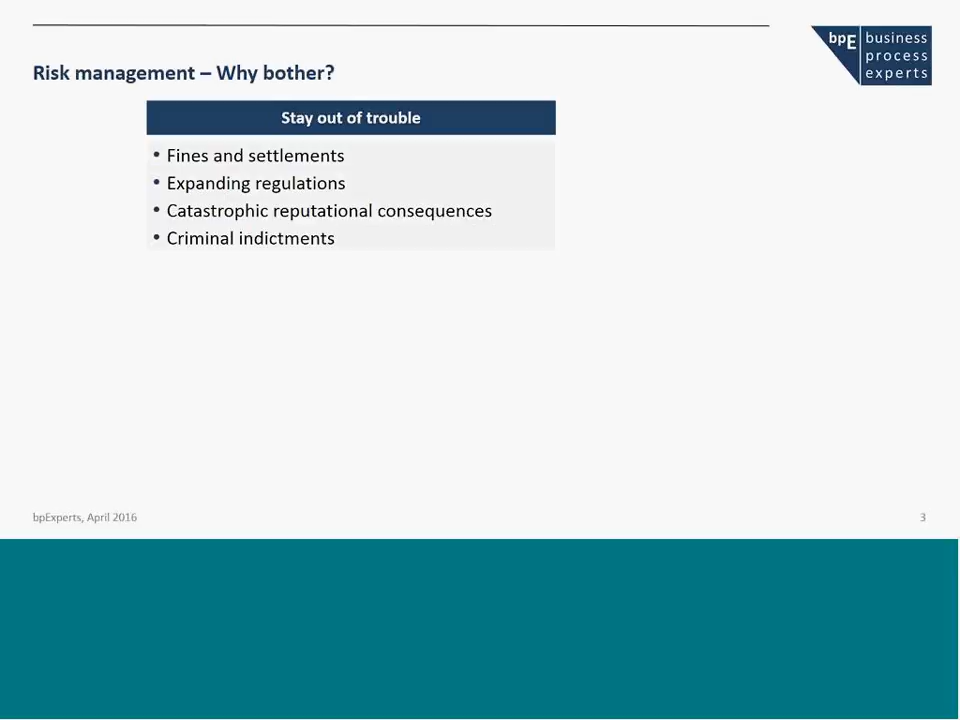 bpE business
process
experts
Risk management – Why bother?
Stay out of trouble
• Fines and settlements
• Expanding regulations
• Catastrophic reputational consequences
• Criminal indictments
bpExperts, April 2016
3